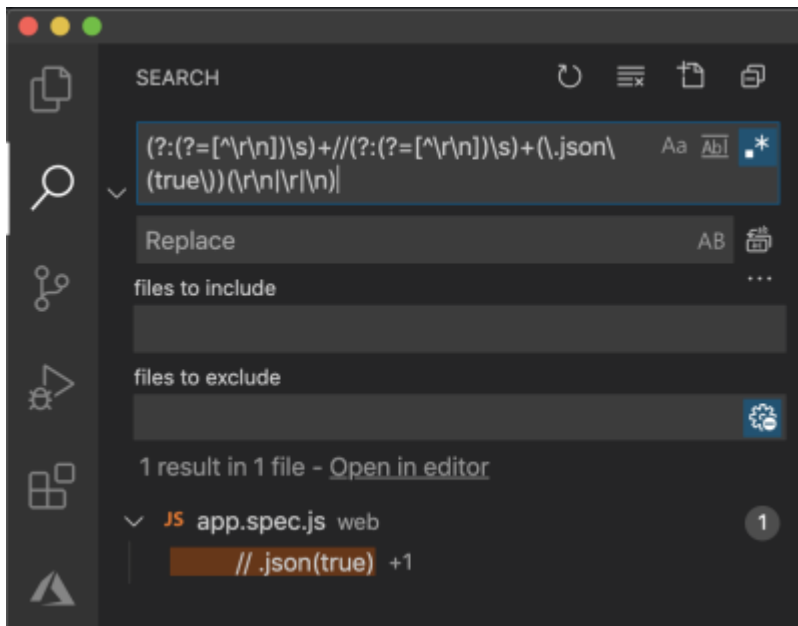 SEARCH
(?:(?=[^\r\n])\s)+//(?:(?=[^\r\n])\s)+(\.json\
(true\))(\r\n|\r|\n)
Aa Abl .*
Replace
AB
files to include
files to exclude
1 result in 1 file - Open in editor
JS app.spec.js web 1
// .json(true) +1